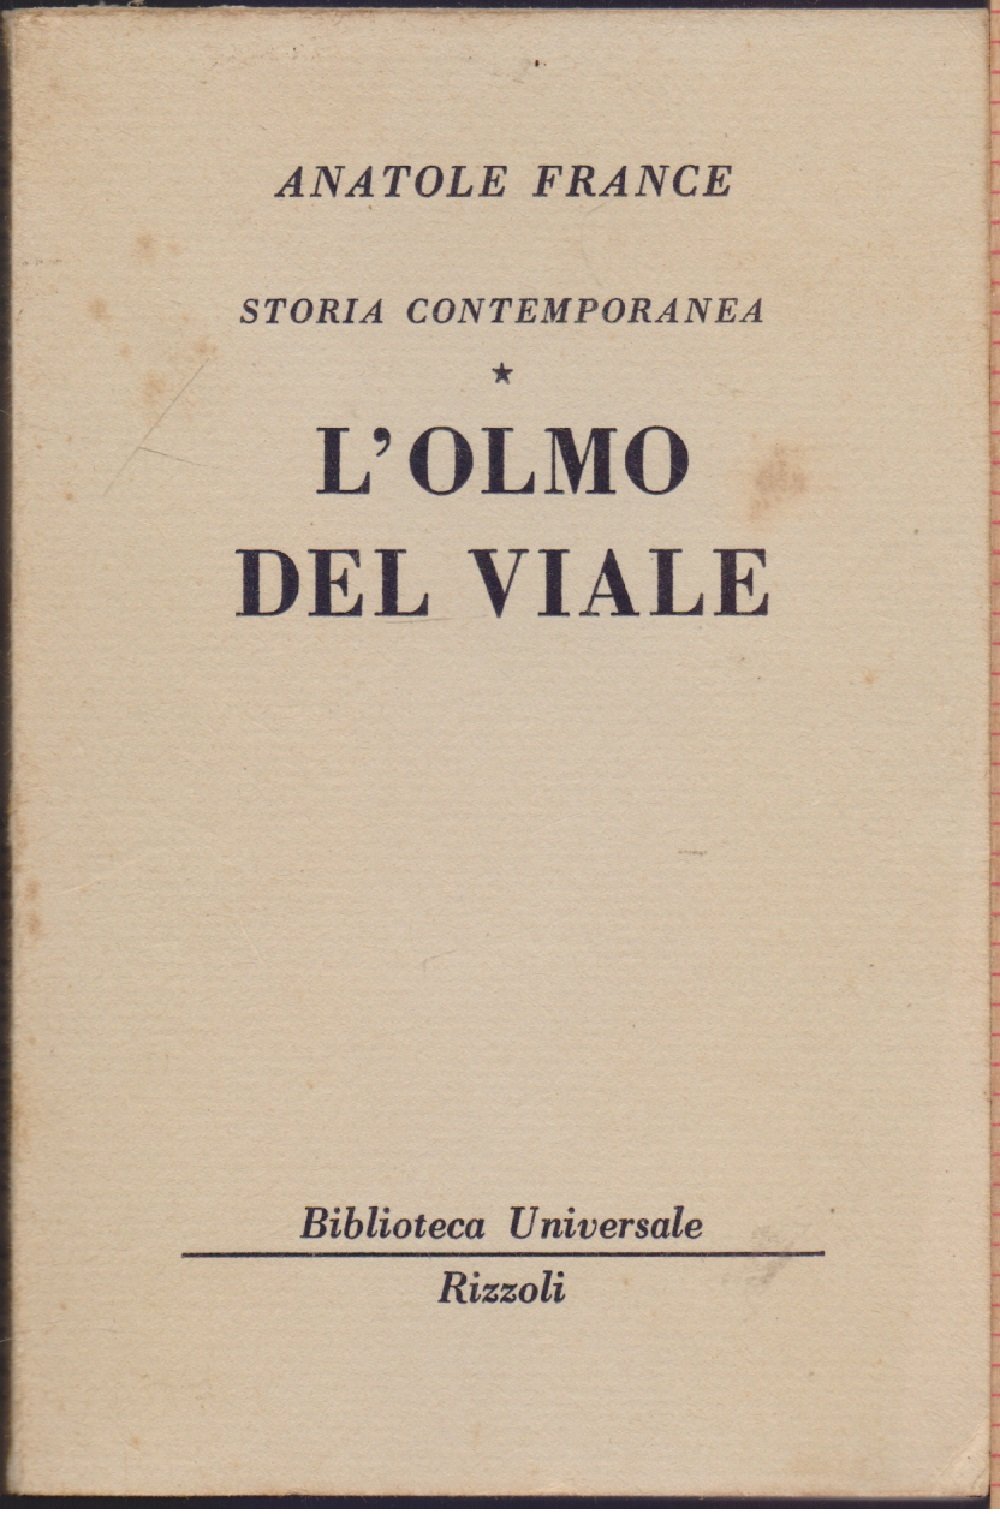 ANATOLE FRANCE
STORIA CONTEMPORANEA
★
L'OLMO
DEL VIALE
Biblioteca Universale
Rizzoli